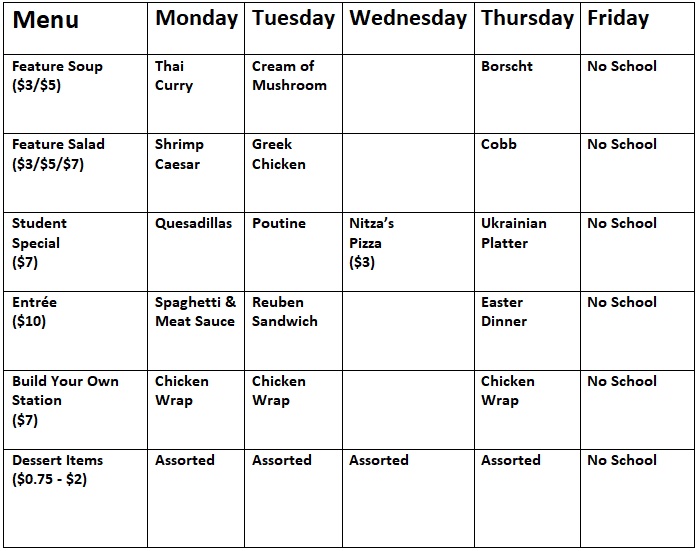 Menu Monday Tuesday Wednesday Thursday Friday
Feature Soup Thai Cream of Borscht No School
($3/$5) Curry Mushroom
Feature Salad Shrimp Greek Cobb No School
($3/$5/$7) Caesar Chicken
Student Quesadillas Poutine Nitza’s Ukrainian No School
Special Pizza Platter
($7) ($3)
Entrée Spaghetti & Reuben Easter No School
($10) Meat Sauce Sandwich Dinner
Build Your Own Chicken Chicken Chicken No School
Station Wrap Wrap Wrap
($7)
Dessert Items Assorted Assorted Assorted Assorted No School
($0.75 - $2)